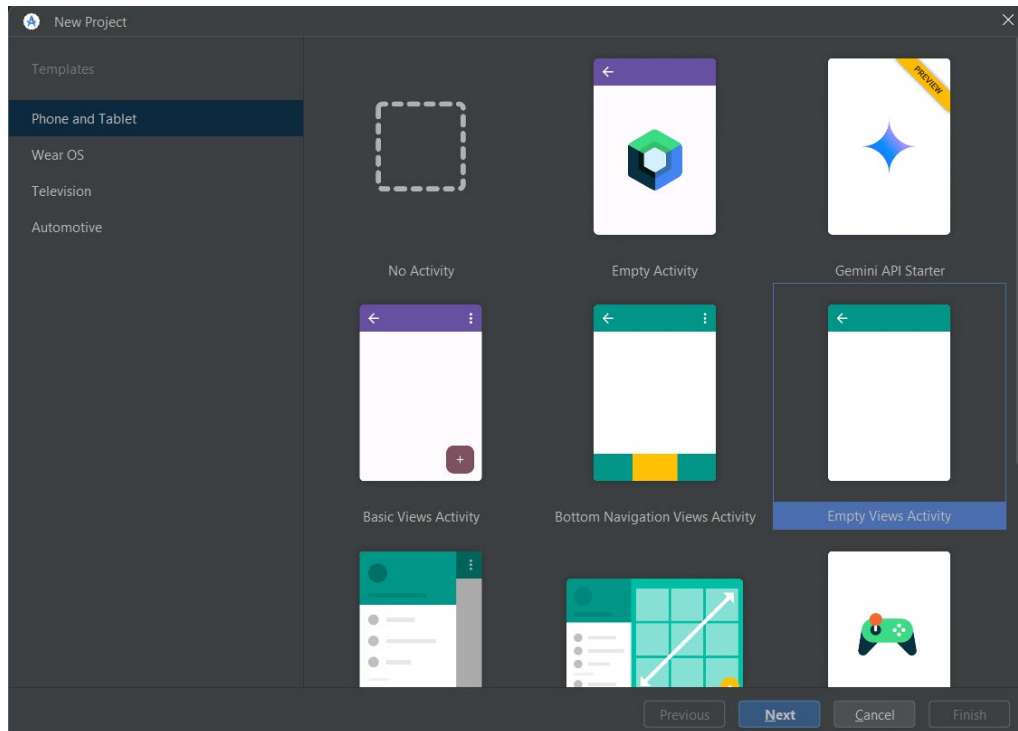 New Project
Templates
Phone and Tablet
Wear OS
Television
Automotive
PREVIEW
No Activity
Empty Activity
Gemini API Starter
Basic Views Activity
Bottom Navigation Views Activity
Empty Views Activity
Previous
Next
Cancel
Finish